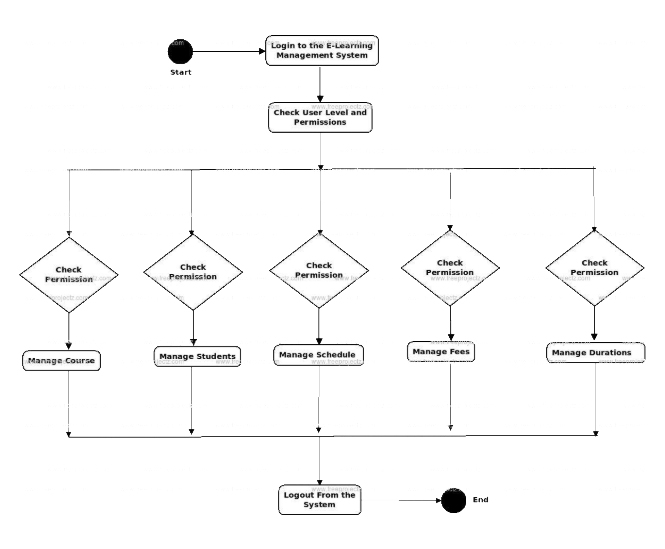 Login to the E-Learning
Management System
Start
Check User Level and
Permissions
Check
Permission
Check
Permission
Check
Permission
Check
Permission
Check
Permission
Manage Course
Manage Students
Manage Schedule
Manage Fees
Manage Durations
Logout From the
System
End